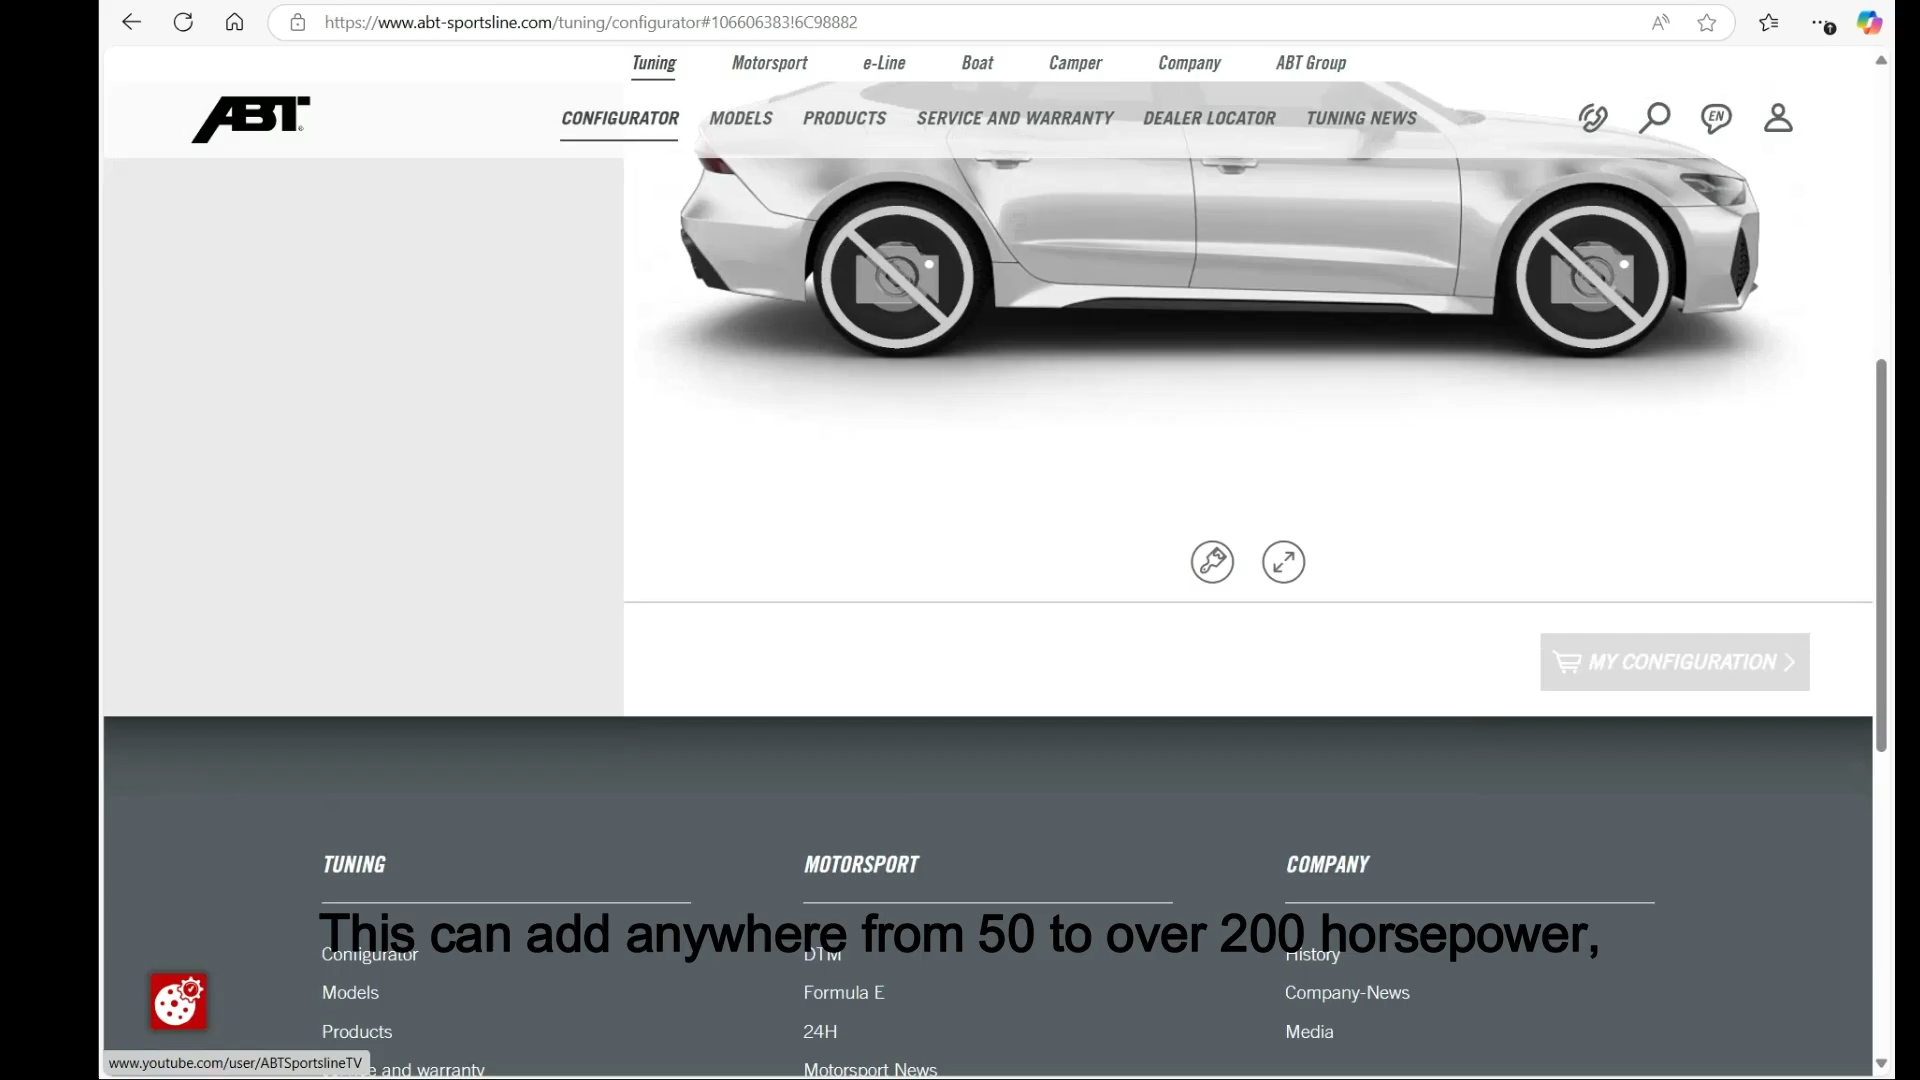 https://www.abt-sportsline.com/tuning/configurator#106606383!6C98882
Tuning Motorsport e-Line Boat Camper Company ABT Group
ABT
CONFIGURATOR MODELS PRODUCTS SERVICE AND WARRANTY DEALER LOCATOR TUNING NEWS EN
MY CONFIGURATION
TUNING MOTORSPORT COMPANY
This can add anywhere from 50 to over 200 horsepower,
Configurator DTM History
Models Formula E Company-News
Products 24H Media
www.youtube.com/user/ABTSportslineTV
and warranty Motorsport News